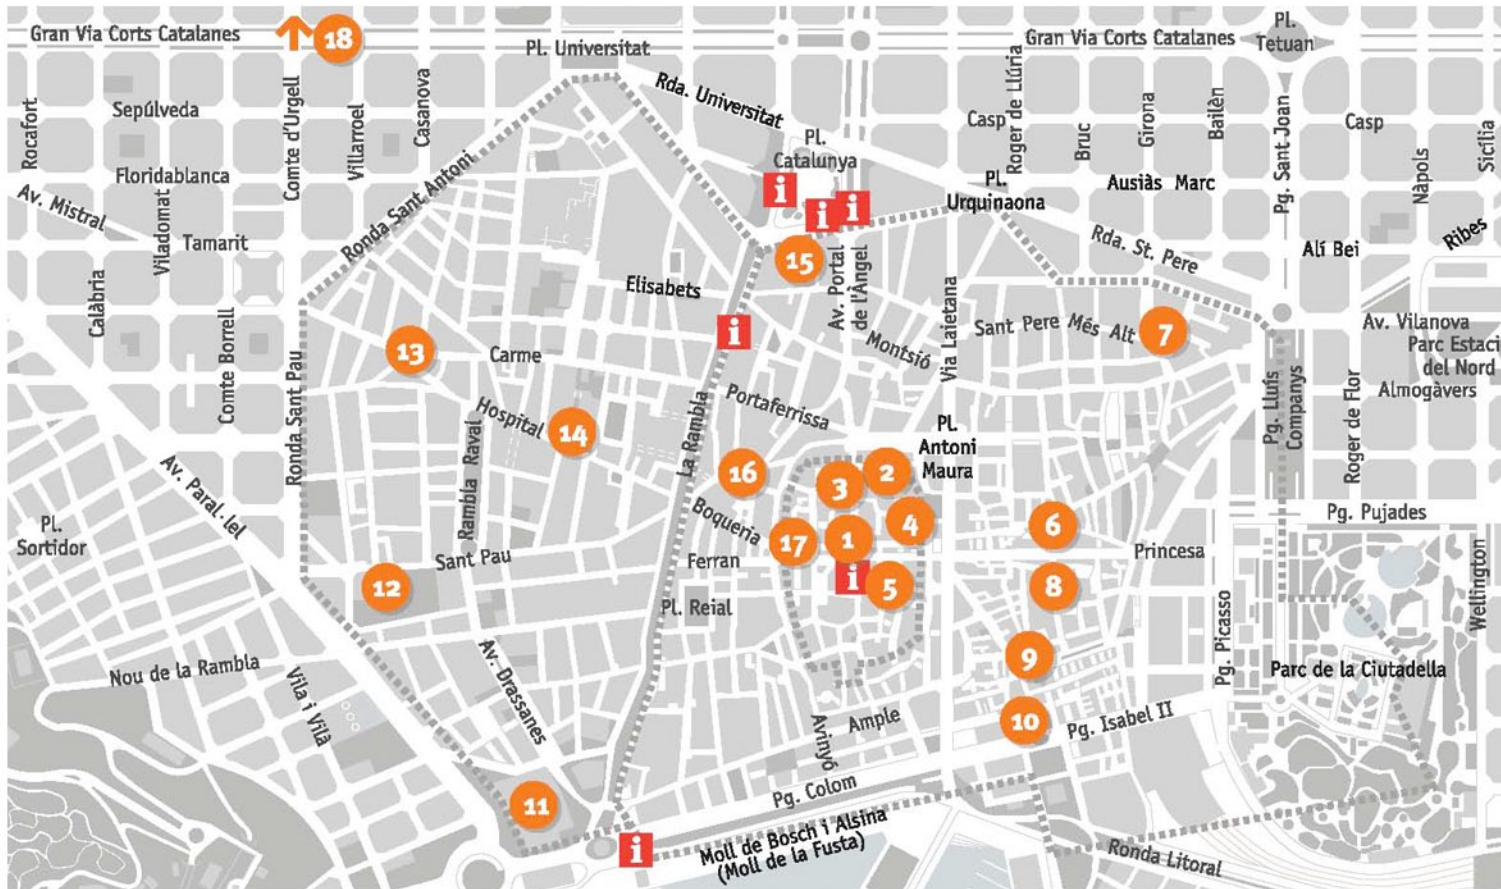 Gran Via Corts Catalanes
18
Pl. Universitat
Gran Via Corts Catalanes
Pl.
Tetuan
Rocafort
Sepúlveda
Comte d'Urgell
Villarroel
Casanova
Rda. Universitat
Pl.
Catalunya
Casp
Roger de Llúria
Bruc
Girona
Bailèn
Pg. Sant Joan
Casp
Nàpols
Sicília
Av. Mistral
Floridablanca
Viladomat
Tamarit
Ronda Sant Antoni
i
i
i
Pl.
Urquinaona
Ausiàs Marc
Rda. St. Pere
Alí Bei
Ribes
Calàbria
Comte Borrell
Elisabets
15
Av. Portal
de l'Àngel
i
Montsió
Via Laietana
Sant Pere Més Alt
7
Av. Vilanova
Parc Estaci
del Nord
Almogàvers
13
Carme
Ronda Sant Pau
Hospital
14
Rambla Raval
La Rambla
Portaferrissa
Pl.
Antoni
Maura
Pg. Lluís
Companys
Roger de Flor
Av. Paral·lel
16
3
2
4
Boqueria
17
1
6
Pg. Pujades
Pl.
Sortidor
Sant Pau
12
Ferran
i
5
8
Princesa
Pl. Reial
Pg. Picasso
Wellington
Nou de la Rambla
Vila i Vilà
Av. Drassanes
9
Parc de la Ciutadella
Avinyó
Ample
10
Pg. Isabel II
11
Pg. Colom
i
Moll de Bosch i Alsina
(Moll de la Fusta)
Ronda Litoral